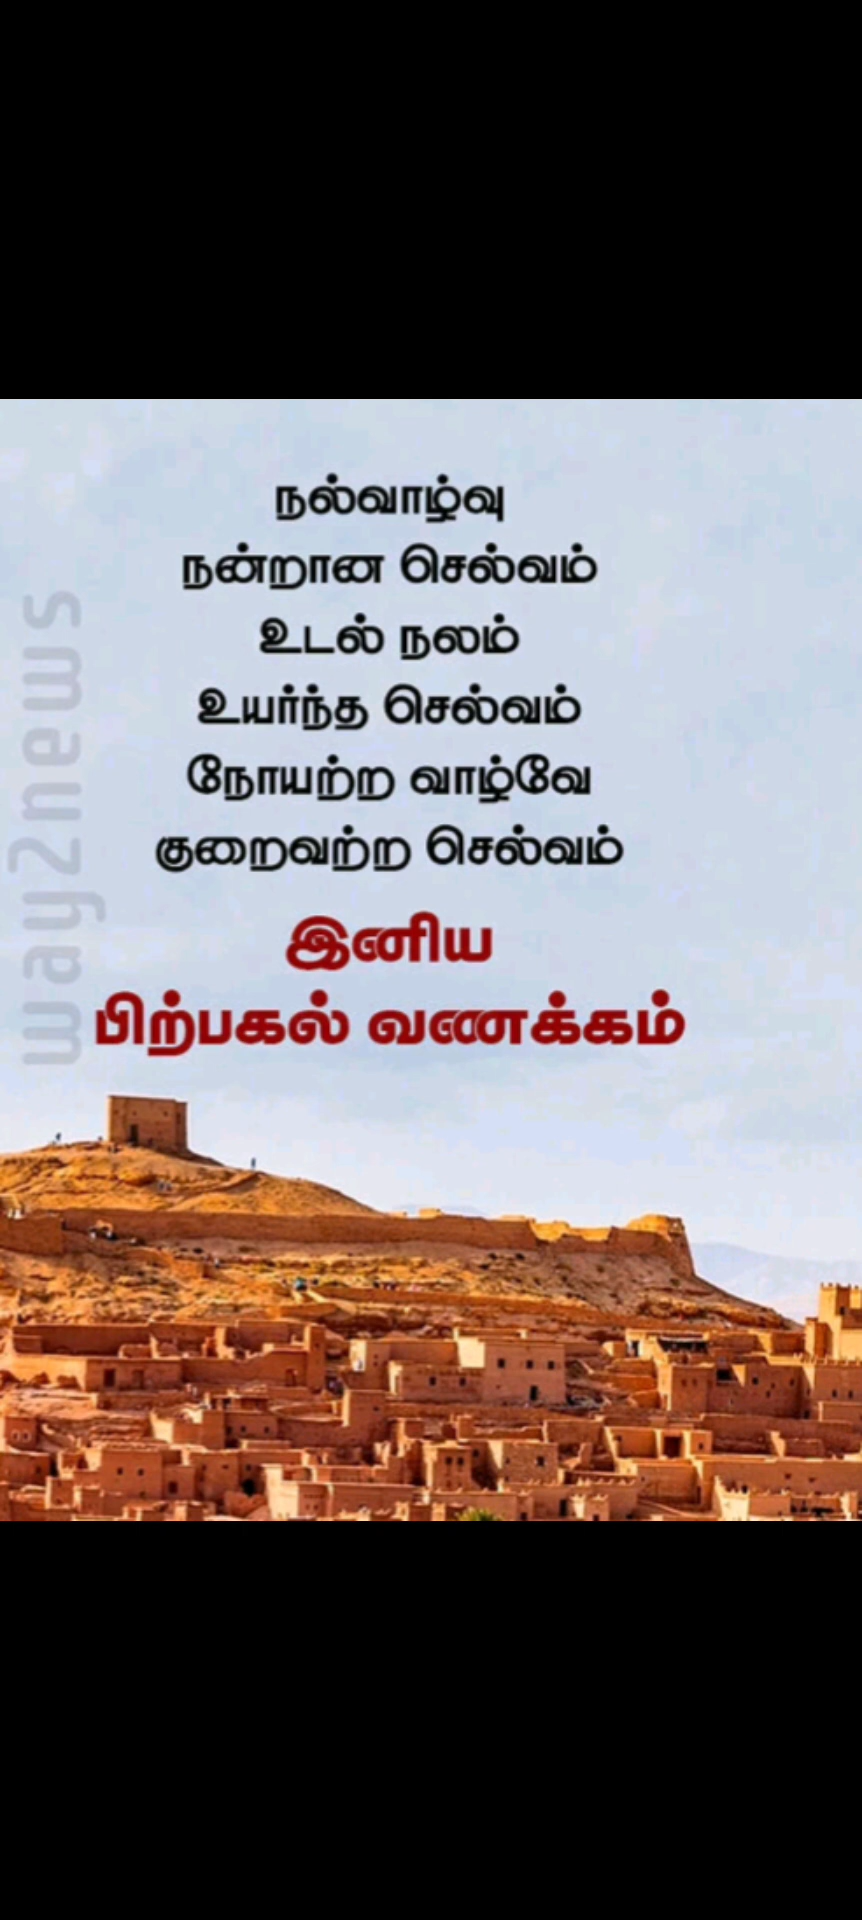 நல்வாழ்வு
நன்றான செல்வம்
உடல் நலம்
உயர்ந்த செல்வம்
நோயற்ற வாழ்வே
குறைவற்ற செல்வம்
இனிய
பிற்பகல் வணக்கம்
way2news